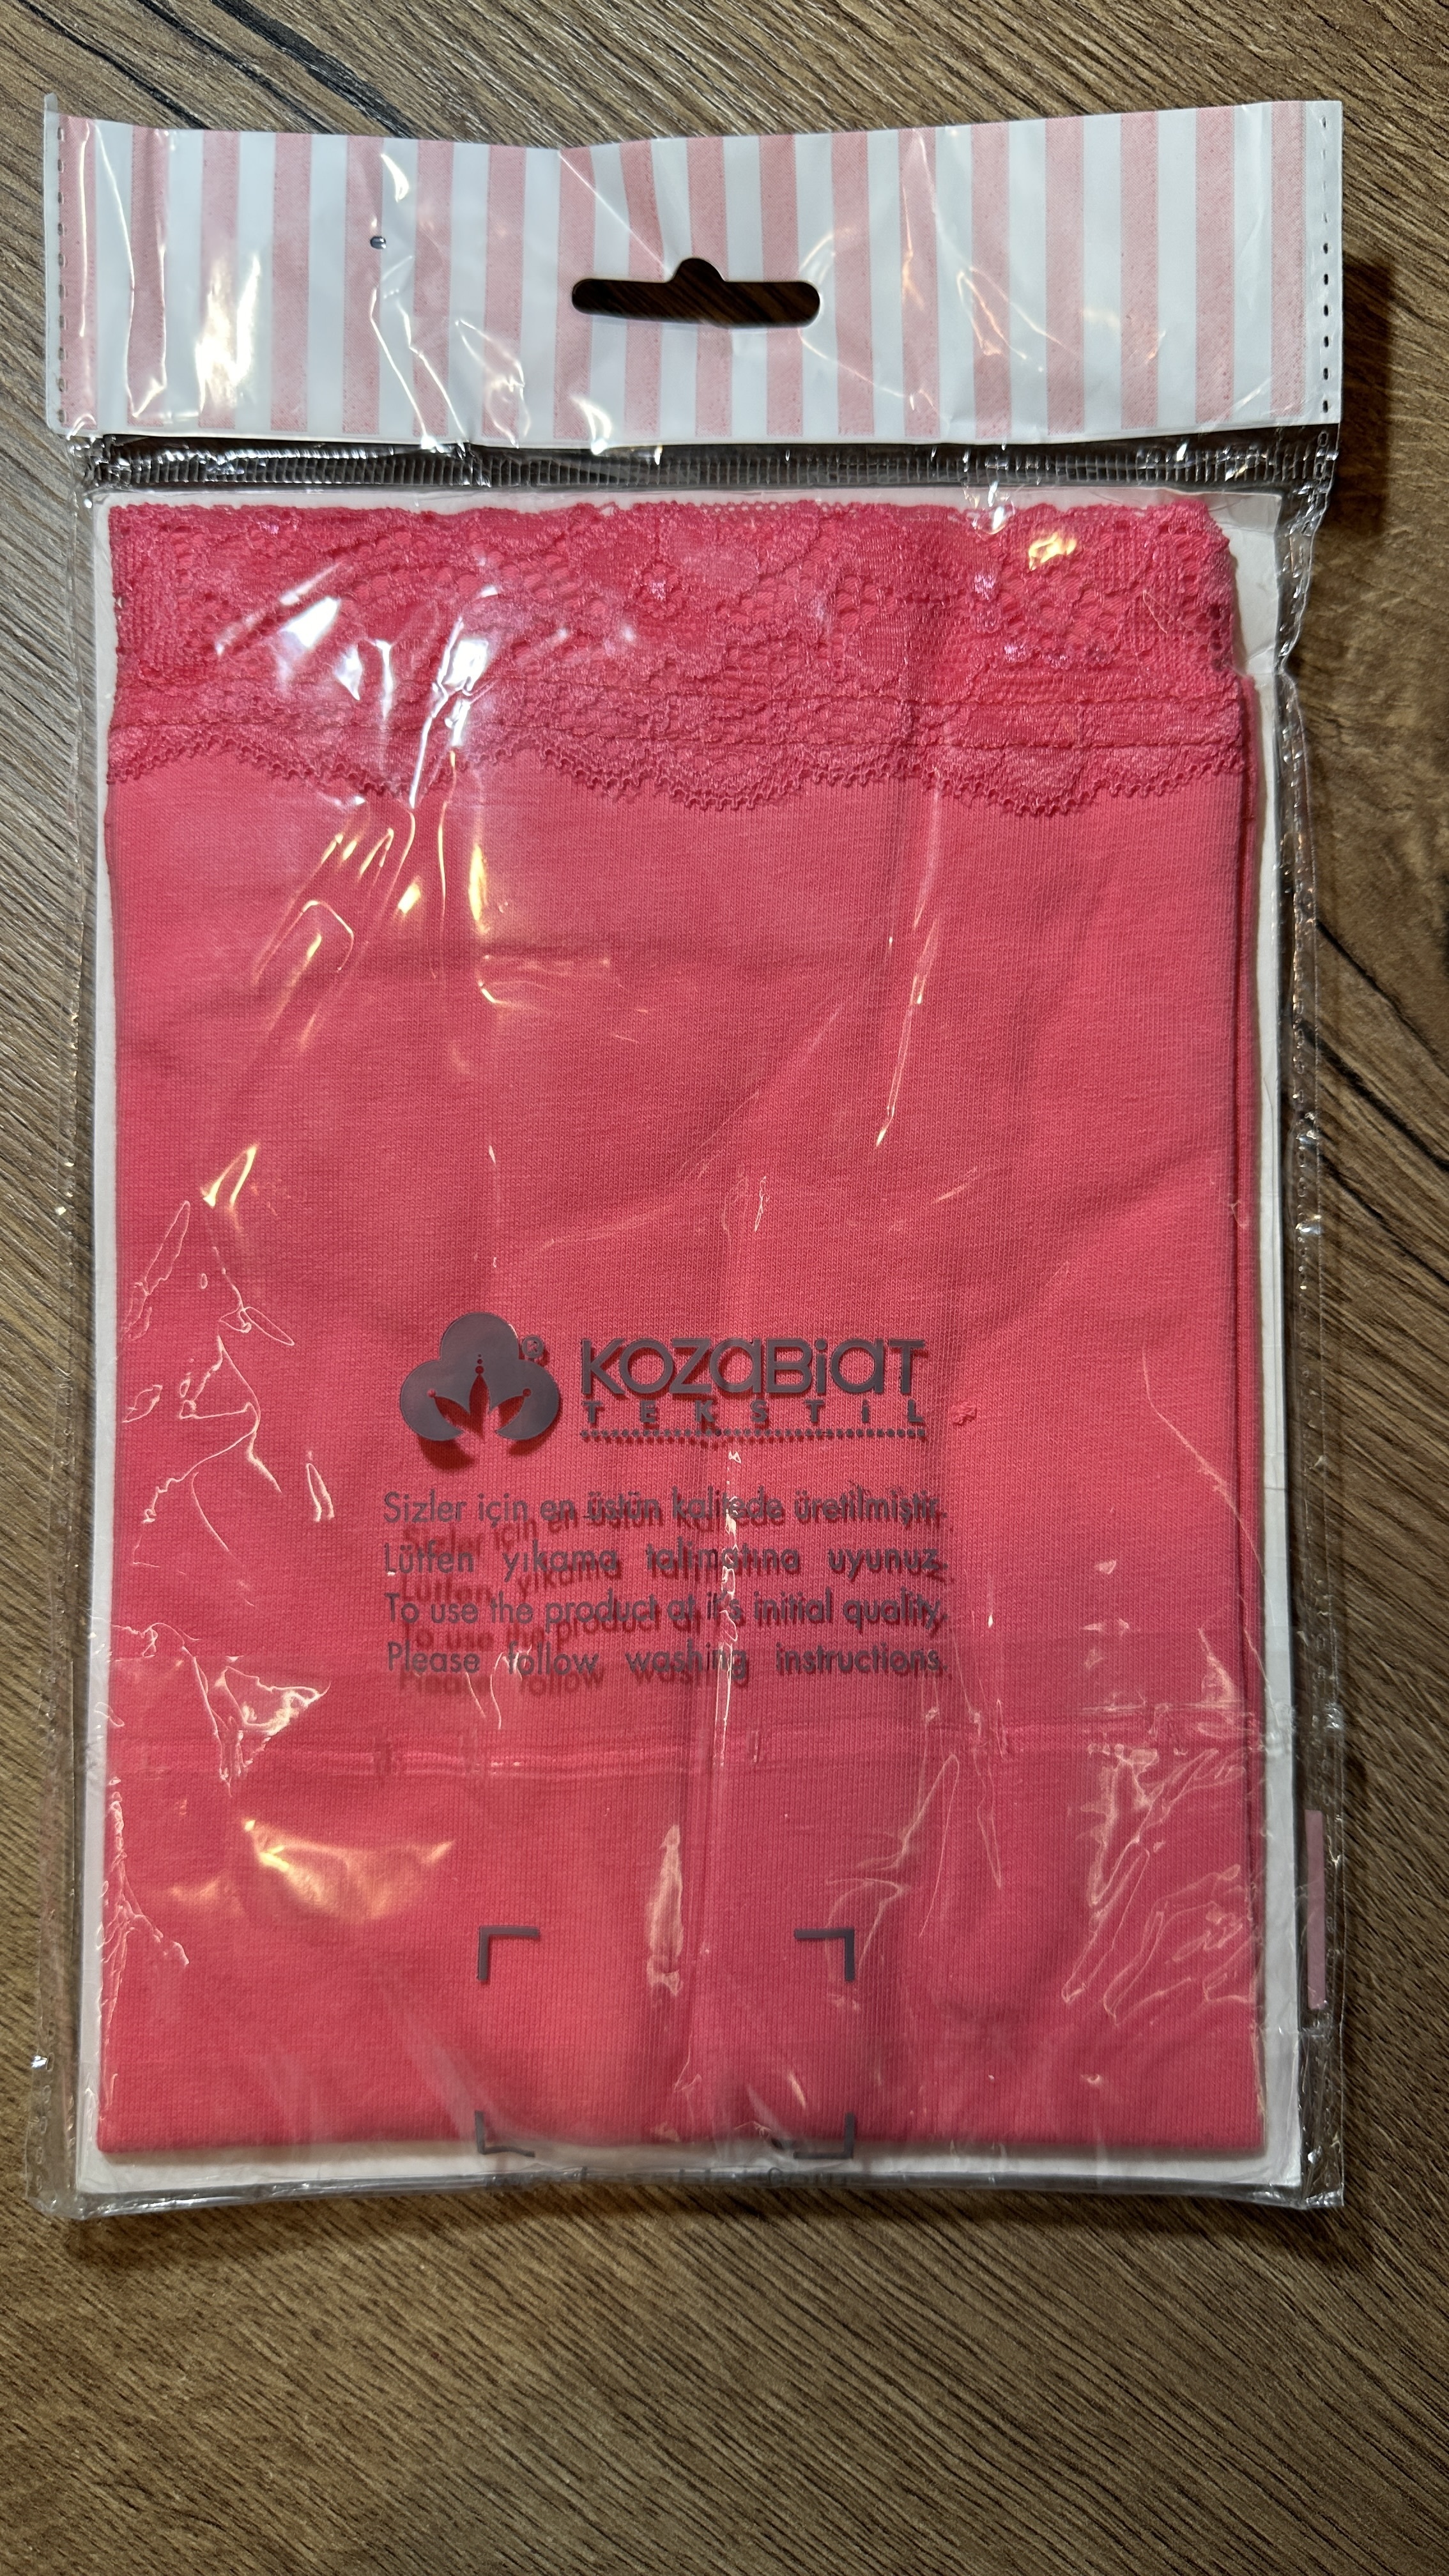 ®
KOZABiAT
TEKSTiL
Sizler için en üstün kalitede üretilmiştir.
Lütfen yıkama talimatına uyunuz.
To use the product at it's initial quality,
Please follow washing instructions.